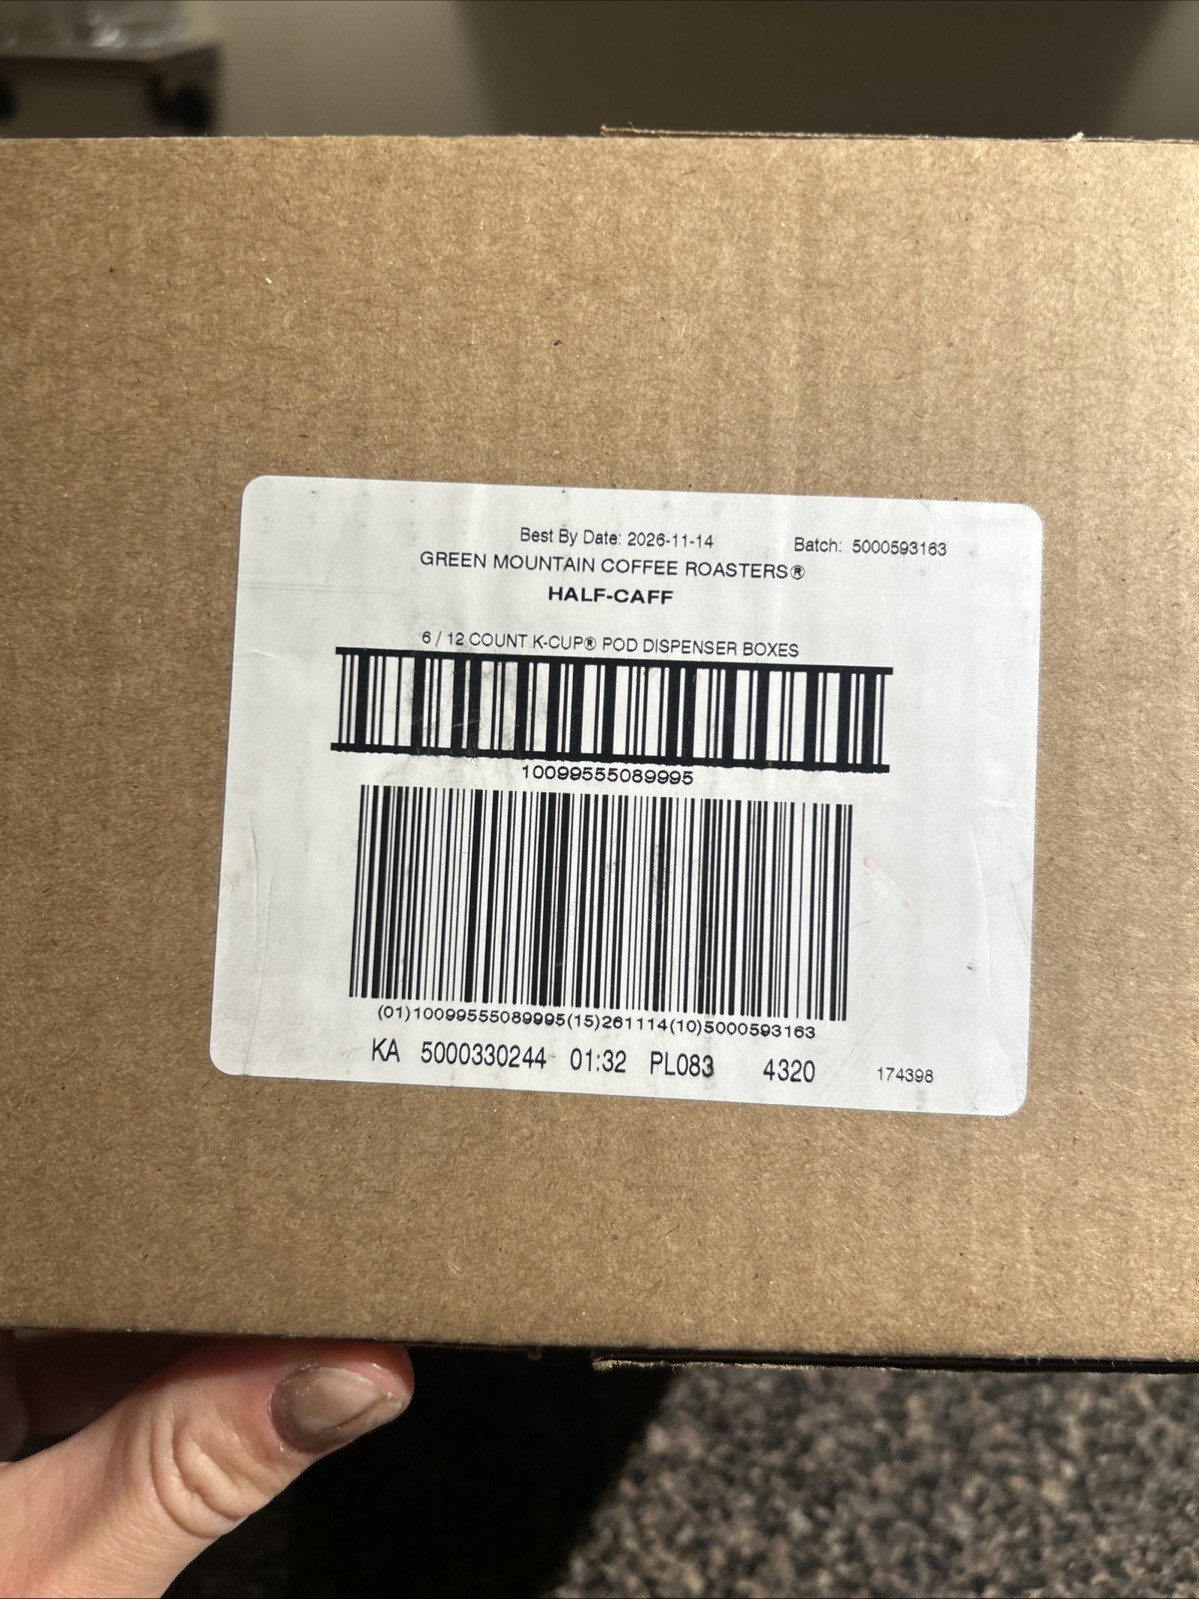 Best By Date: 2026-11-14 Batch: 5000593163
GREEN MOUNTAIN COFFEE ROASTERS®
HALF-CAFF
6 / 12 COUNT K-CUP® POD DISPENSER BOXES
10099555089995
(01)10099555089995(15)261114(10)5000593163
KA 5000330244 01:32 PL083 4320 174398